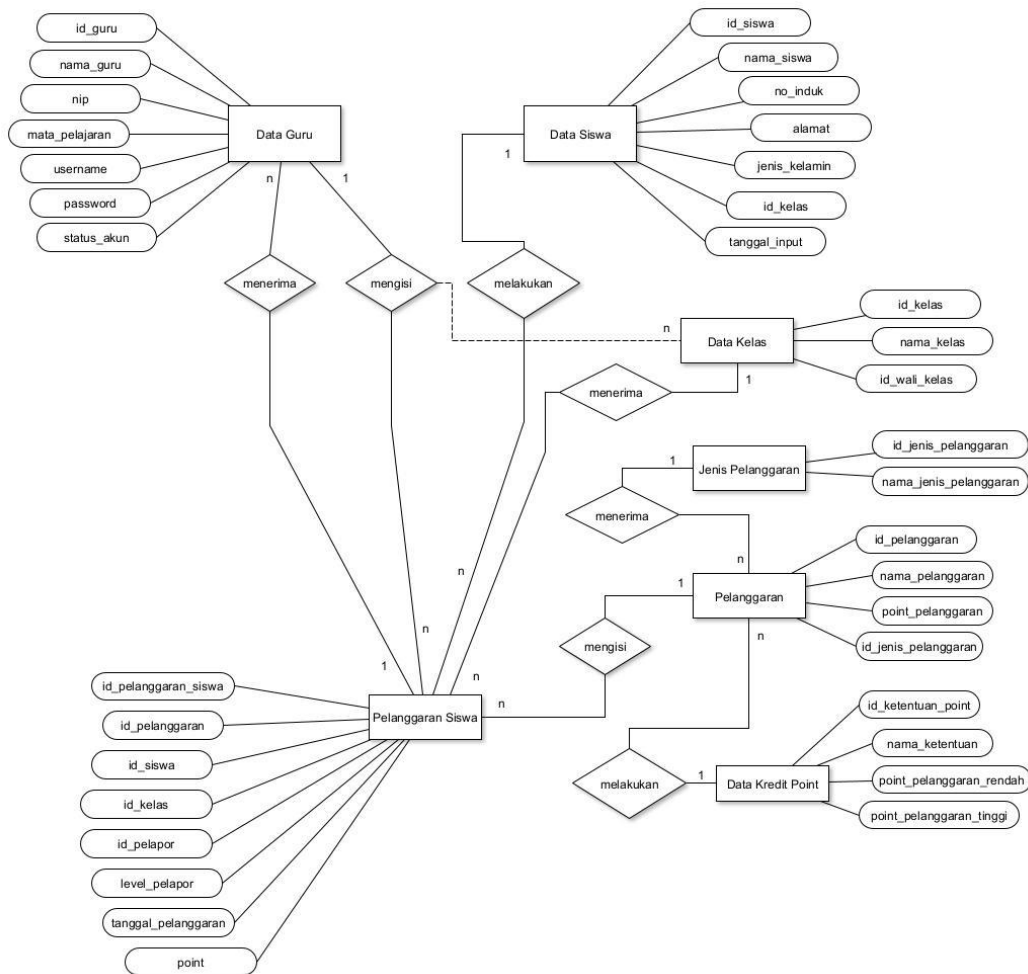 id_guru
nama_guru
nip
mata_pelajaran
username
password
status_akun
Data Guru
n
1
id_siswa
nama_siswa
no_induk
alamat
jenis_kelamin
id_kelas
tanggal_input
Data Siswa
1
menerima
mengisi
melakukan
n
Data Kelas
id_kelas
nama_kelas
id_wali_kelas
1
menerima
1
Jenis Pelanggaran
id_jenis_pelanggaran
nama_jenis_pelanggaran
menerima
n
1
Pelanggaran
id_pelanggaran
nama_pelanggaran
point_pelanggaran
id_jenis_pelanggaran
n
n
n
mengisi
1
n
n
Pelanggaran Siswa
id_pelanggaran_siswa
id_pelanggaran
id_siswa
id_kelas
id_pelapor
level_pelapor
tanggal_pelanggaran
point
melakukan
1
Data Kredit Point
id_ketentuan_point
nama_ketentuan
point_pelanggaran_rendah
point_pelanggaran_tinggi